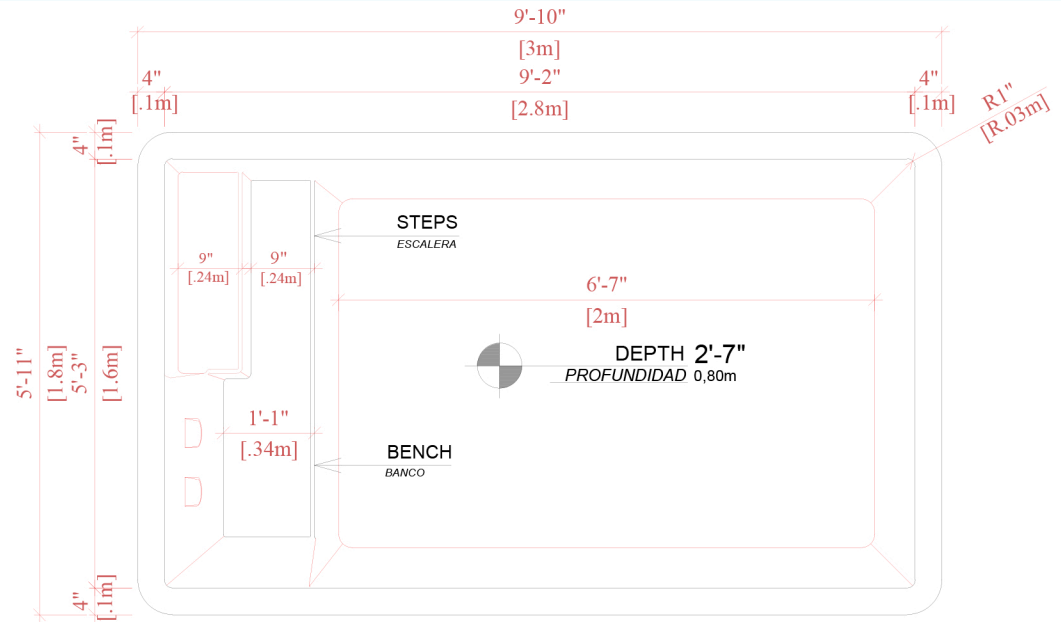 9'-10"
[3m]
4"
9'-2"
4"
[.1m]
[2.8m]
[.1m]
R1"
[R.03m]
4"
[.1m]
STEPS
ESCALERA
9"
9"
[.24m]
[.24m]
6'-7"
[2m]
DEPTH 2'-7"
PROFUNDIDAD 0,80m
5'-11"
[1.8m]
5'-3"
[1.6m]
1'-1"
[.34m]
BENCH
BANCO
4"
[.1m]